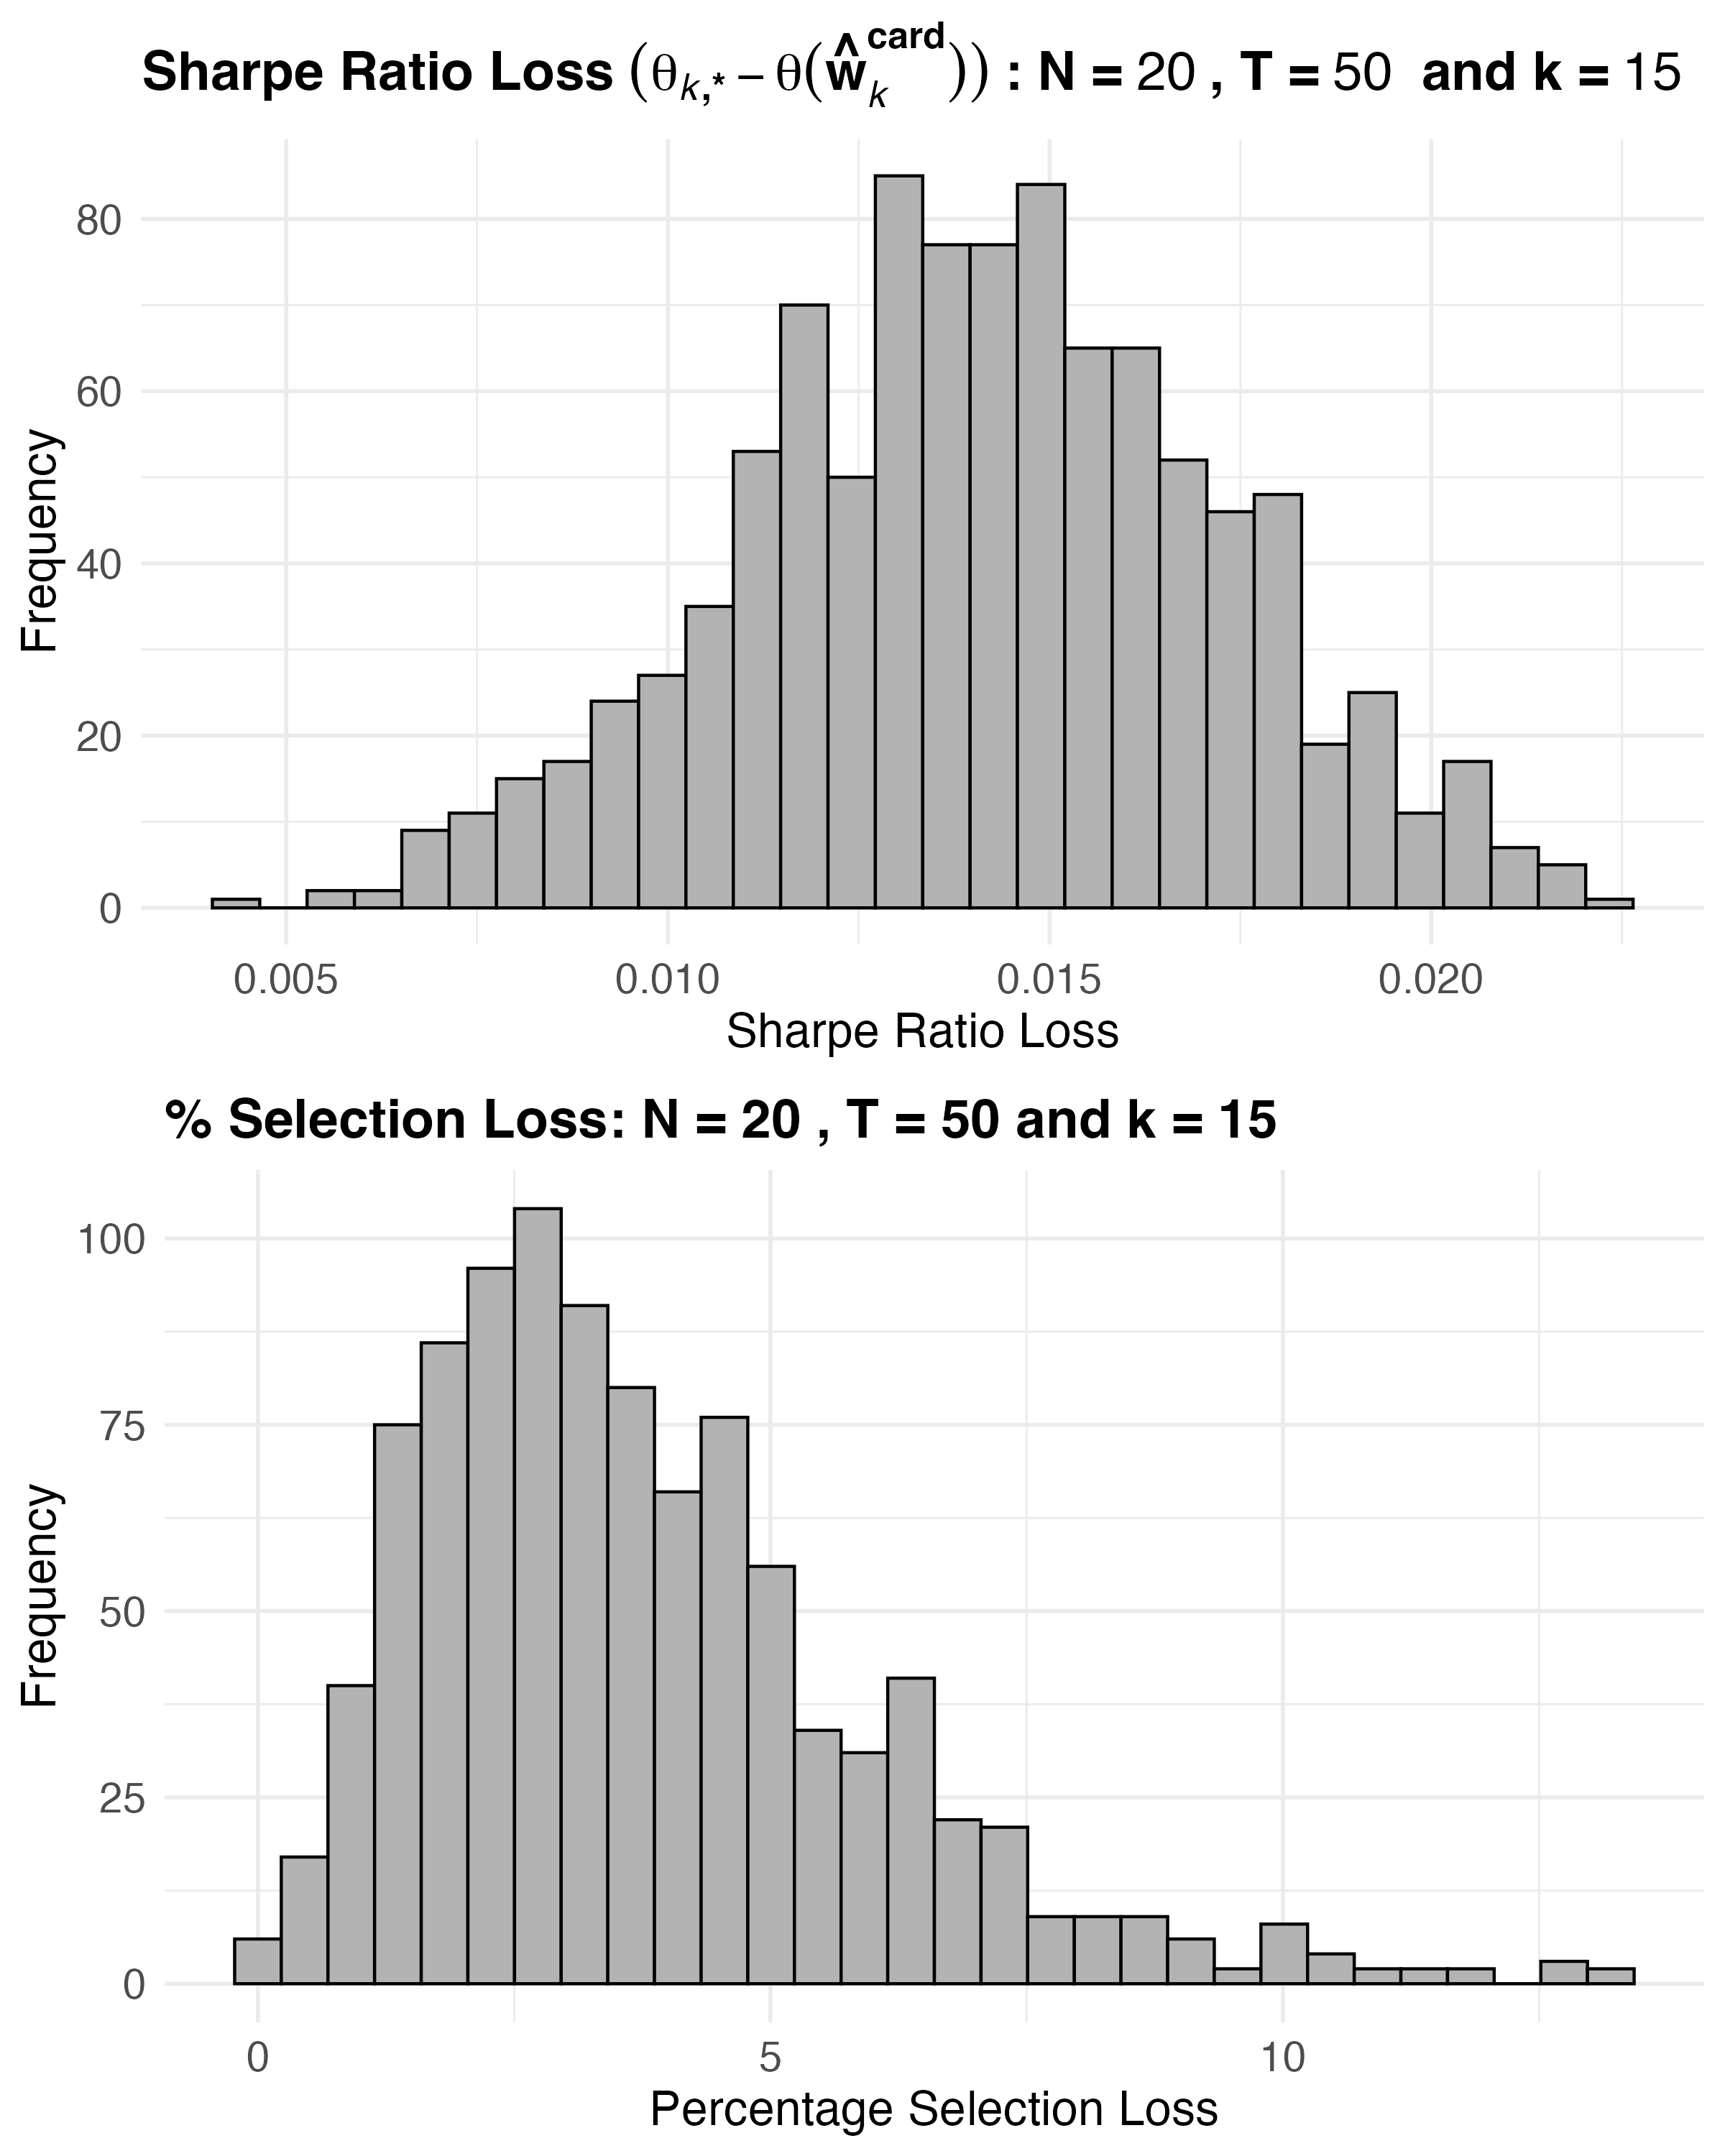 Sharpe Ratio Loss (θk,* − θ(ŵk^card)) : N = 20 , T = 50 and k = 15
80
60
40
20
0
Frequency
0.005 0.010 0.015 0.020
Sharpe Ratio Loss
% Selection Loss: N = 20 , T = 50 and k = 15
100
75
50
25
0
Frequency
0 5 10
Percentage Selection Loss